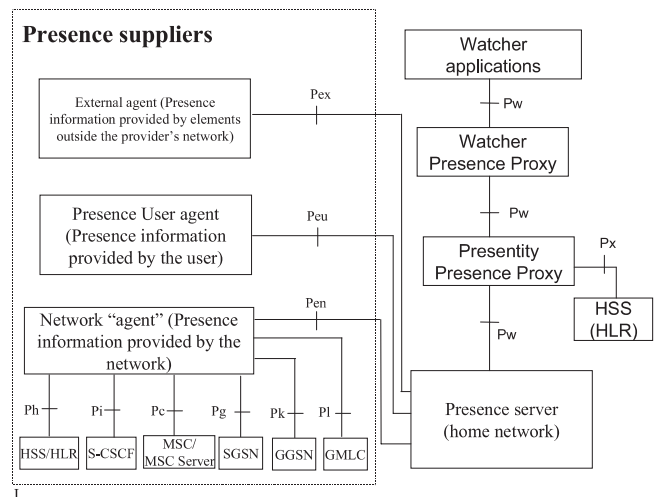 Presence suppliers
External agent (Presence
information provided by elements
outside the provider's network)
Pex
Presence User agent
(Presence information
provided by the user)
Peu
Network “agent” (Presence
information provided by the
network)
Pen
Ph
Pi
Pc
Pg
Pk
Pl
HSS/HLR
S-CSCF
MSC/
MSC Server
SGSN
GGSN
GMLC
Watcher
applications
Pw
Watcher
Presence Proxy
Pw
Presentity
Presence Proxy
Px
HSS
(HLR)
Pw
Presence server
(home network)